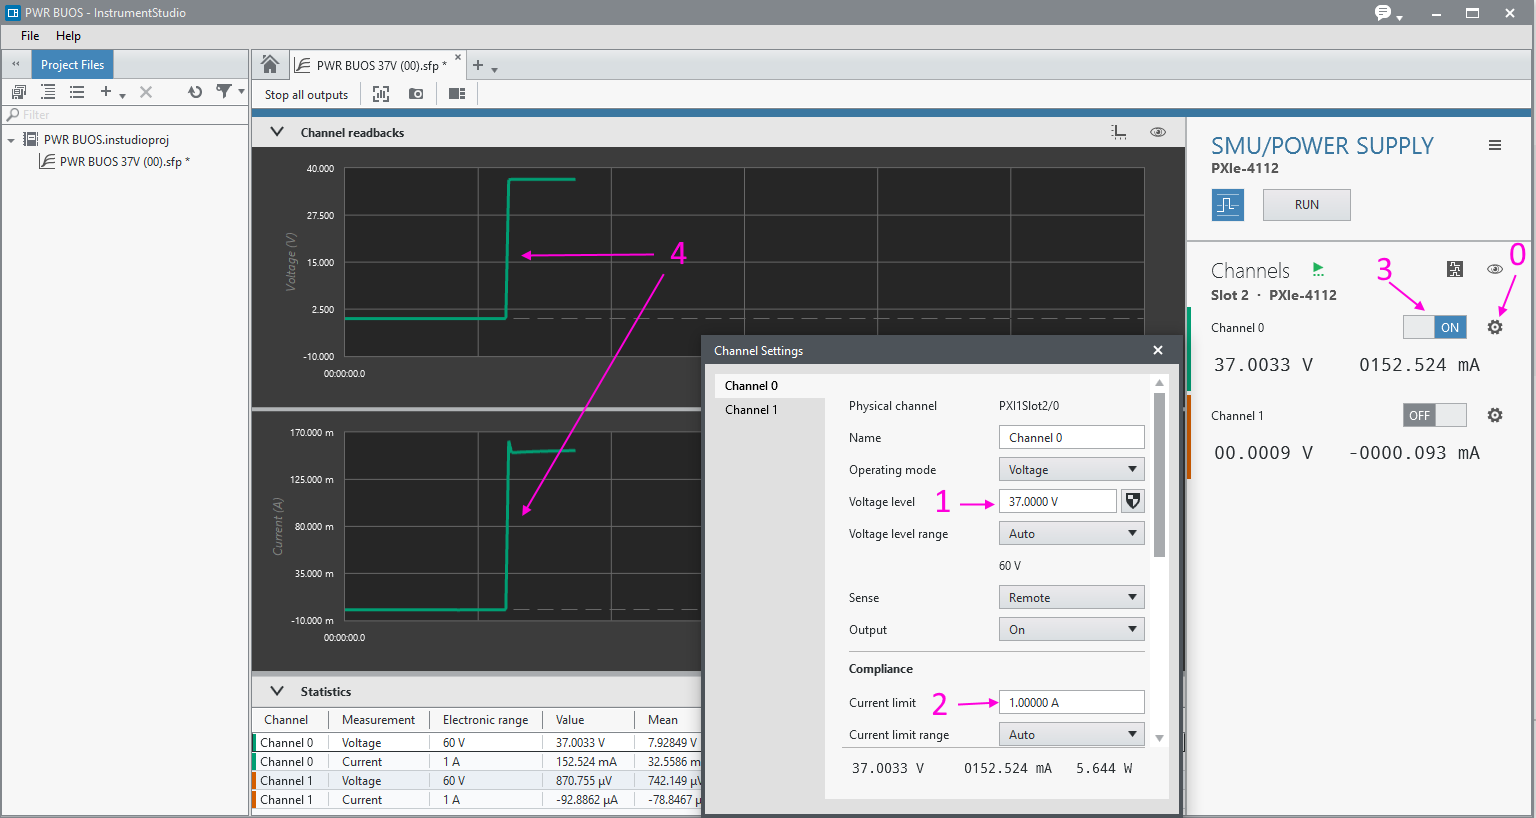 PWR BUOS - InstrumentStudio
File Help
Project Files
PWR BUOS 37V (00).sfp *
Stop all outputs
Filter
PWR BUOS.instudioproj
PWR BUOS 37V (00).sfp *
Channel readbacks
40.000
27.500
15.000
2.500
-10.000
Voltage (V)
00:00:00.0
4
170.000 m
125.000 m
80.000 m
35.000 m
-10.000 m
Current (A)
00:00:00.0
Statistics
Channel Measurement Electronic range Value Mean
Channel 0 Voltage 60 V 37.0033 V 7.92849 V
Channel 0 Current 1 A 152.524 mA 32.5586 m
Channel 1 Voltage 60 V 870.755 µV 742.149 µ
Channel 1 Current 1 A -92.8862 µA -78.8467 µ
Channel Settings
Channel 0
Channel 1
Physical channel PXI1Slot2/0
Name Channel 0
Operating mode Voltage
Voltage level 1 37.0000 V
Voltage level range Auto
60 V
Sense Remote
Output On
Compliance
Current limit 2 1.00000 A
Current limit range Auto
37.0033 V 0152.524 mA 5.644 W
SMU/POWER SUPPLY
PXIe-4112
RUN
Channels
3 0
Slot 2 · PXIe-4112
Channel 0 ON
37.0033 V 0152.524 mA
Channel 1 OFF
00.0009 V -0000.093 mA